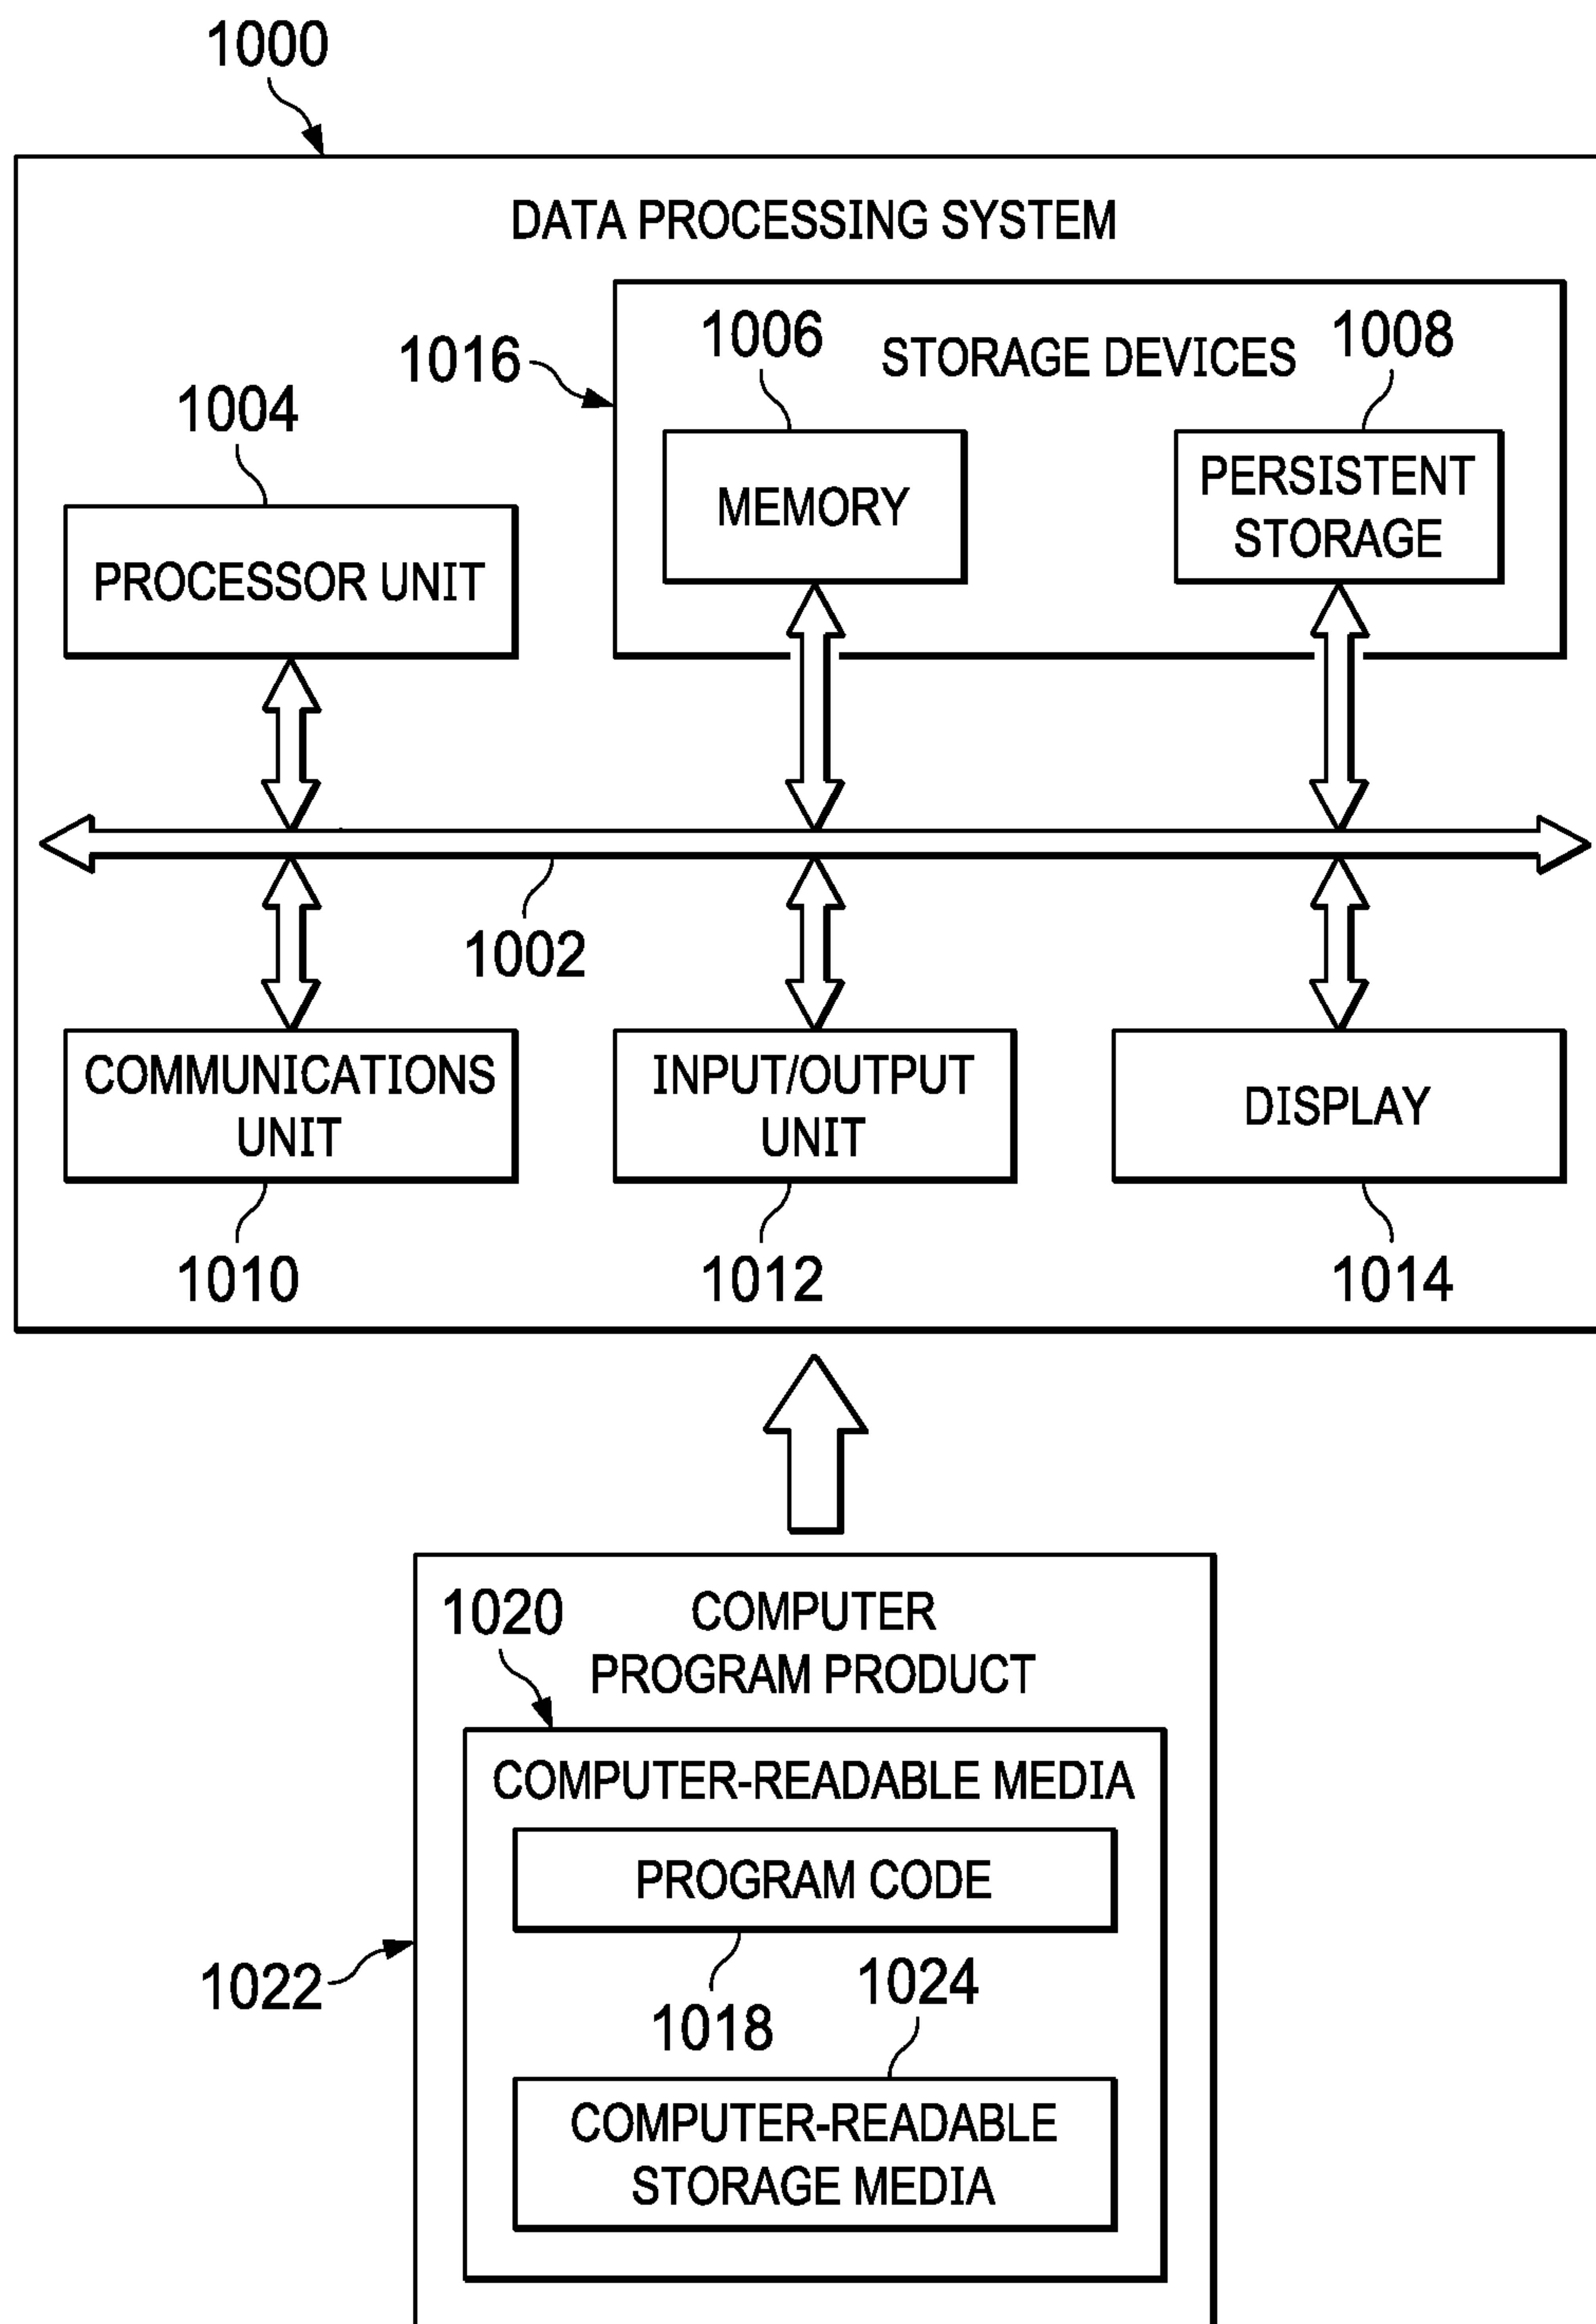 1000
DATA PROCESSING SYSTEM
1016
1006
STORAGE DEVICES
1008
1004
MEMORY
PERSISTENT
STORAGE
PROCESSOR UNIT
1002
COMMUNICATIONS
UNIT
INPUT/OUTPUT
UNIT
DISPLAY
1010
1012
1014
1020
COMPUTER
PROGRAM PRODUCT
COMPUTER-READABLE MEDIA
PROGRAM CODE
1022
1018
1024
COMPUTER-READABLE
STORAGE MEDIA